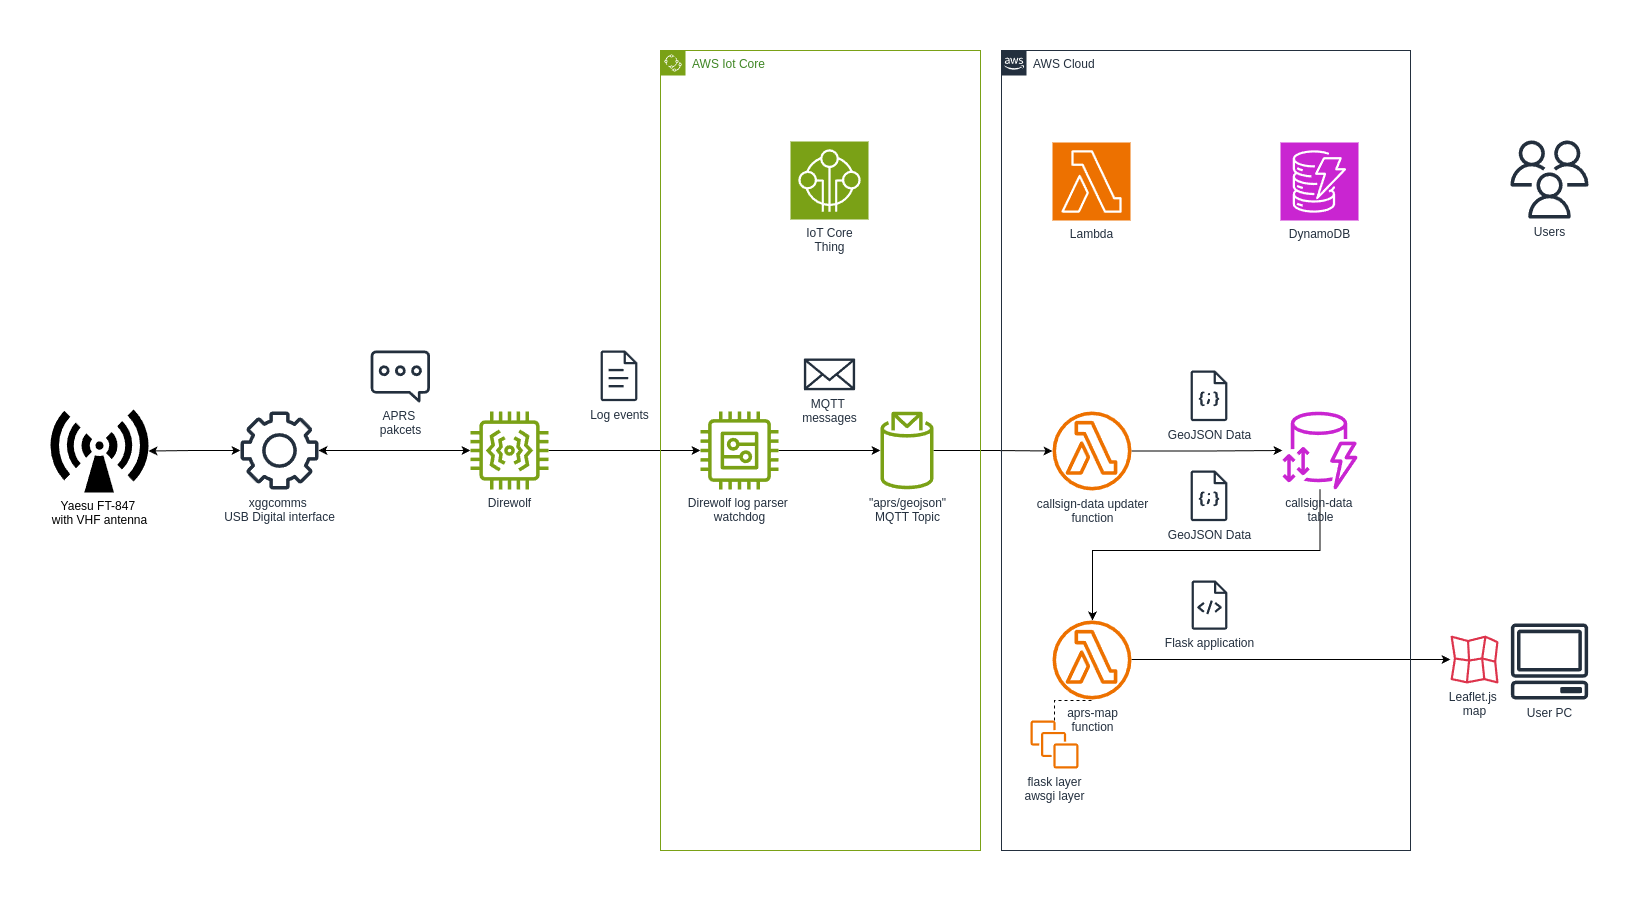 AWS Iot Core
aws
AWS Cloud
IoT Core
Thing
Lambda
DynamoDB
Users
APRS
pakcets
Log events
MQTT
messages
GeoJSON Data
Yaesu FT-847
with VHF antenna
xggcomms
USB Digital interface
Direwolf
Direwolf log parser
watchdog
"aprs/geojson"
MQTT Topic
callsign-data updater
function
GeoJSON Data
callsign-data
table
Flask application
aprs-map
function
Leaflet.js
map
User PC
flask layer
awsgi layer